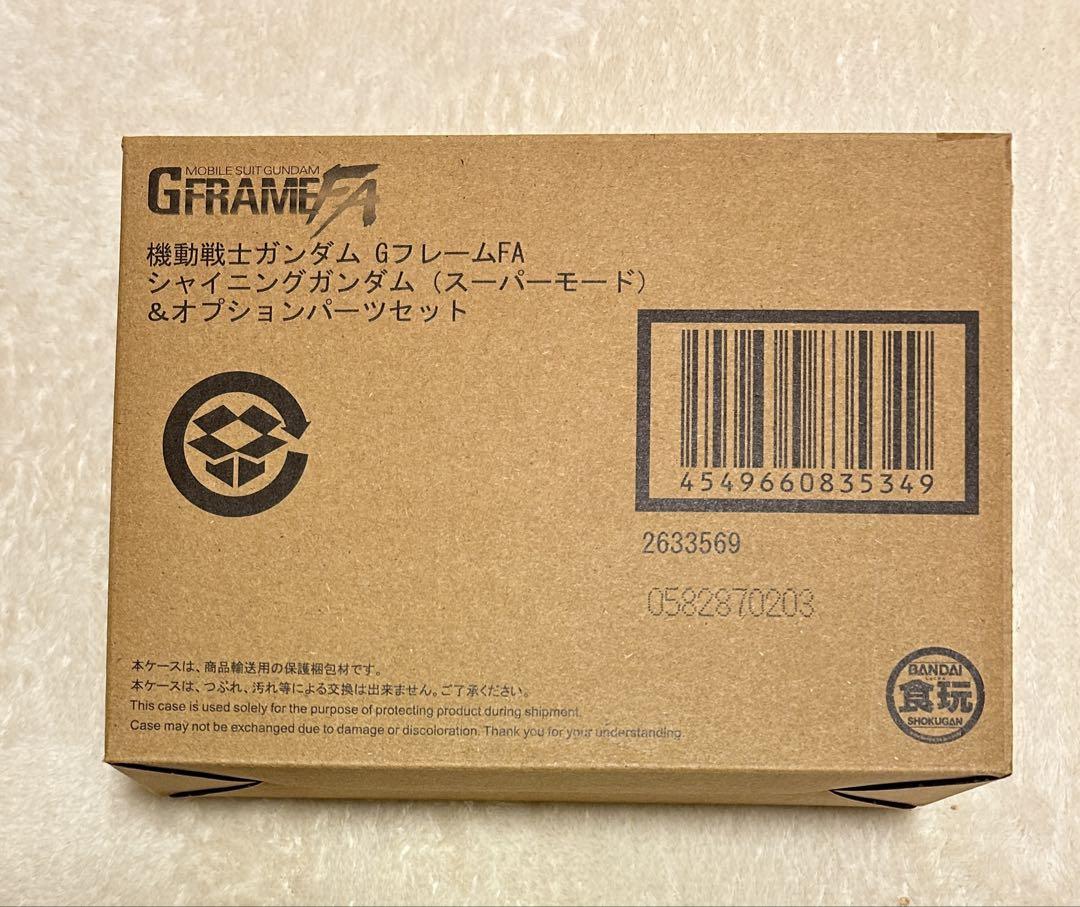 MOBILE SUIT GUNDAM
GFRAMEFA
機動戦士ガンダム GフレームFA
シャイニングガンダム（スーパーモード）
&オプションパーツセット
4549660835349
2633569
0582870203
本ケースは、商品輸送用の保護梱包材です。
本ケースは、つぶれ、汚れ等による交換は出来ません。ご了承ください。
This case is used solely for the purpose of protecting product during shipment.
Case may not be exchanged due to damage or discoloration. Thank you for your understanding.
BANDAI
食玩
SHOKUGAN